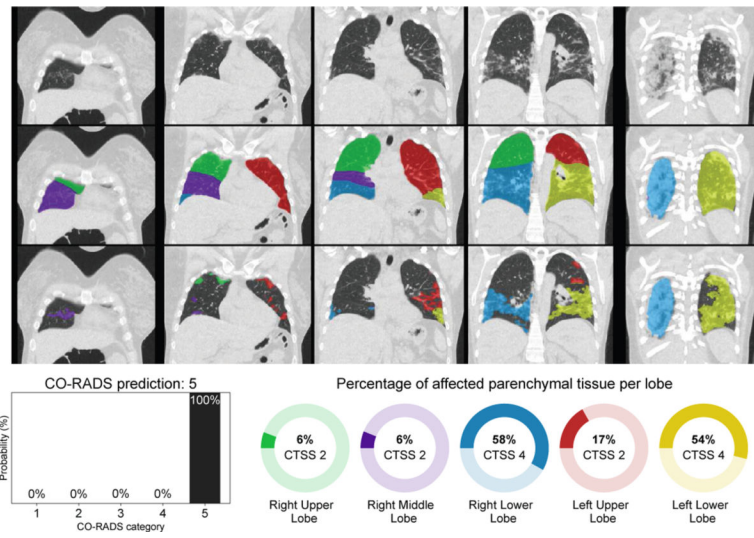 CO-RADS prediction: 5
Probability (%)
0%
0%
0%
0%
100%
1
2
3
4
5
CO-RADS category
Percentage of affected parenchymal tissue per lobe
6%
CTSS 2
Right Upper
Lobe
6%
CTSS 2
Right Middle
Lobe
58%
CTSS 4
Right Lower
Lobe
17%
CTSS 2
Left Upper
Lobe
54%
CTSS 4
Left Lower
Lobe